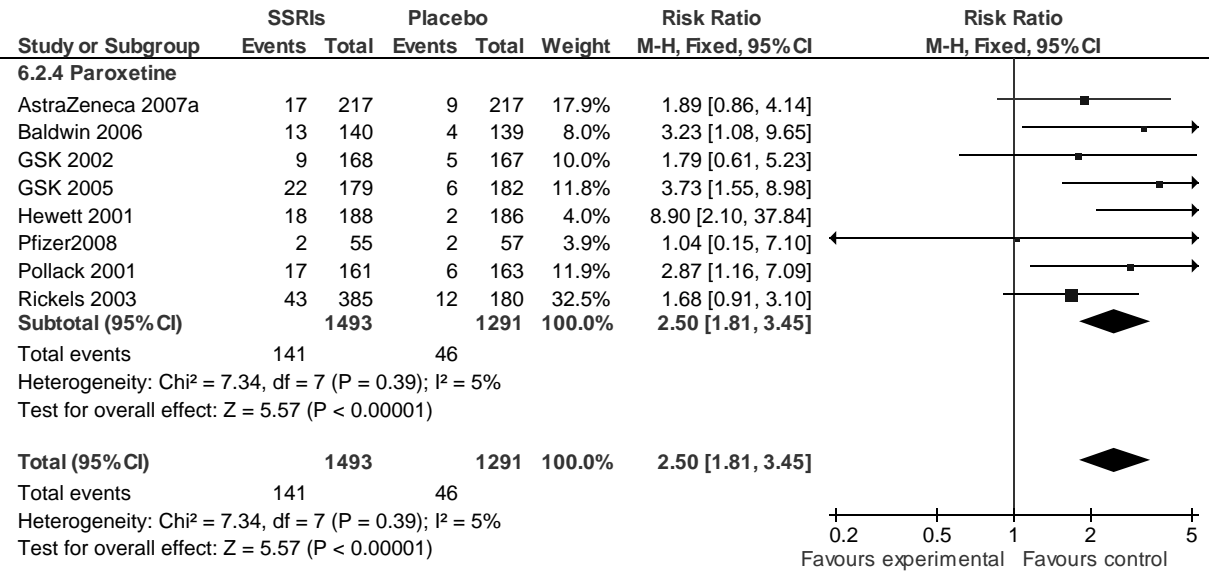 SSRIs Placebo Risk Ratio Risk Ratio
Study or Subgroup Events Total Events Total Weight M-H, Fixed, 95% CI M-H, Fixed, 95% CI
6.2.4 Paroxetine
AstraZeneca 2007a 17 217 9 217 17.9% 1.89 [0.86, 4.14]
Baldwin 2006 13 140 4 139 8.0% 3.23 [1.08, 9.65]
GSK 2002 9 168 5 167 10.0% 1.79 [0.61, 5.23]
GSK 2005 22 179 6 182 11.8% 3.73 [1.55, 8.98]
Hewett 2001 18 188 2 186 4.0% 8.90 [2.10, 37.84]
Pfizer2008 2 55 2 57 3.9% 1.04 [0.15, 7.10]
Pollack 2001 17 161 6 163 11.9% 2.87 [1.16, 7.09]
Rickels 2003 43 385 12 180 32.5% 1.68 [0.91, 3.10]
Subtotal (95% CI) 1493 1291 100.0% 2.50 [1.81, 3.45]
Total events 141 46
Heterogeneity: Chi² = 7.34, df = 7 (P = 0.39); I² = 5%
Test for overall effect: Z = 5.57 (P < 0.00001)
Total (95% CI) 1493 1291 100.0% 2.50 [1.81, 3.45]
Total events 141 46
Heterogeneity: Chi² = 7.34, df = 7 (P = 0.39); I² = 5%
Test for overall effect: Z = 5.57 (P < 0.00001)
0.2 0.5 1 2 5
Favours experimental Favours control